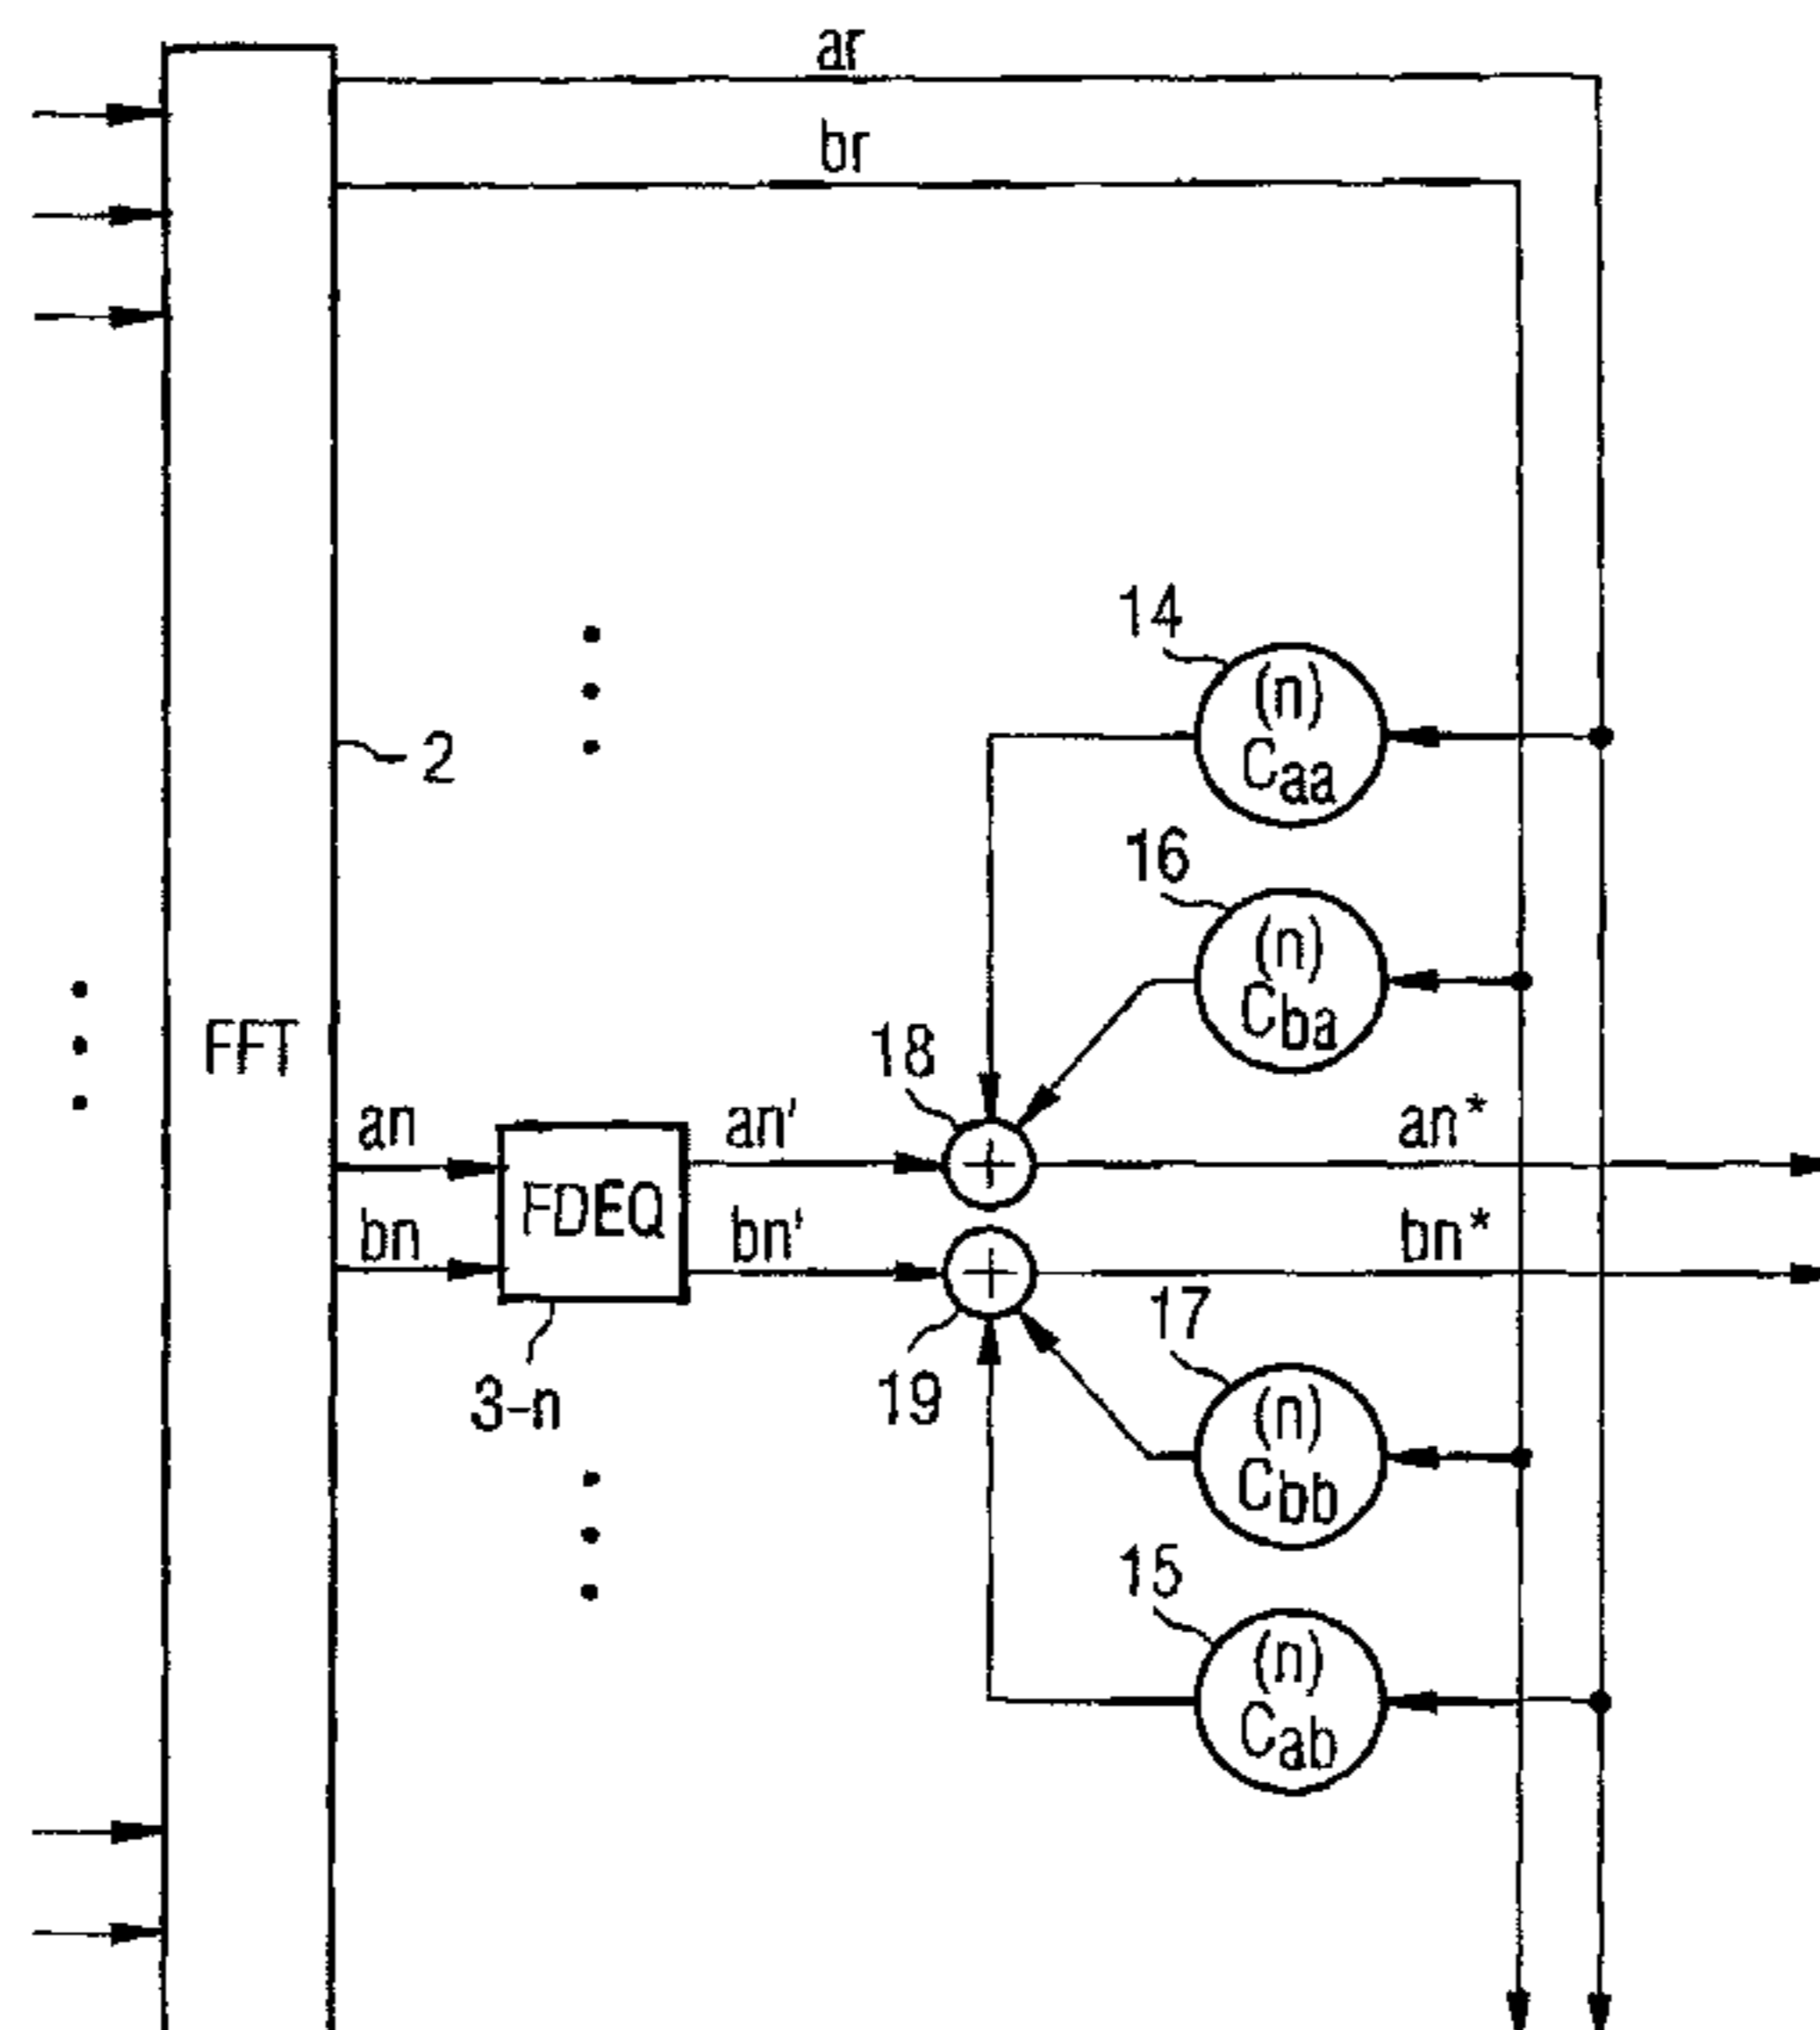 ar
br
14
(n)
Caa
2
16
(n)
Cba
18
FFT
an
an'
an*
FDEQ
bn
bn'
bn*
17
19
3-n
(n)
Cbb
15
(n)
Cab